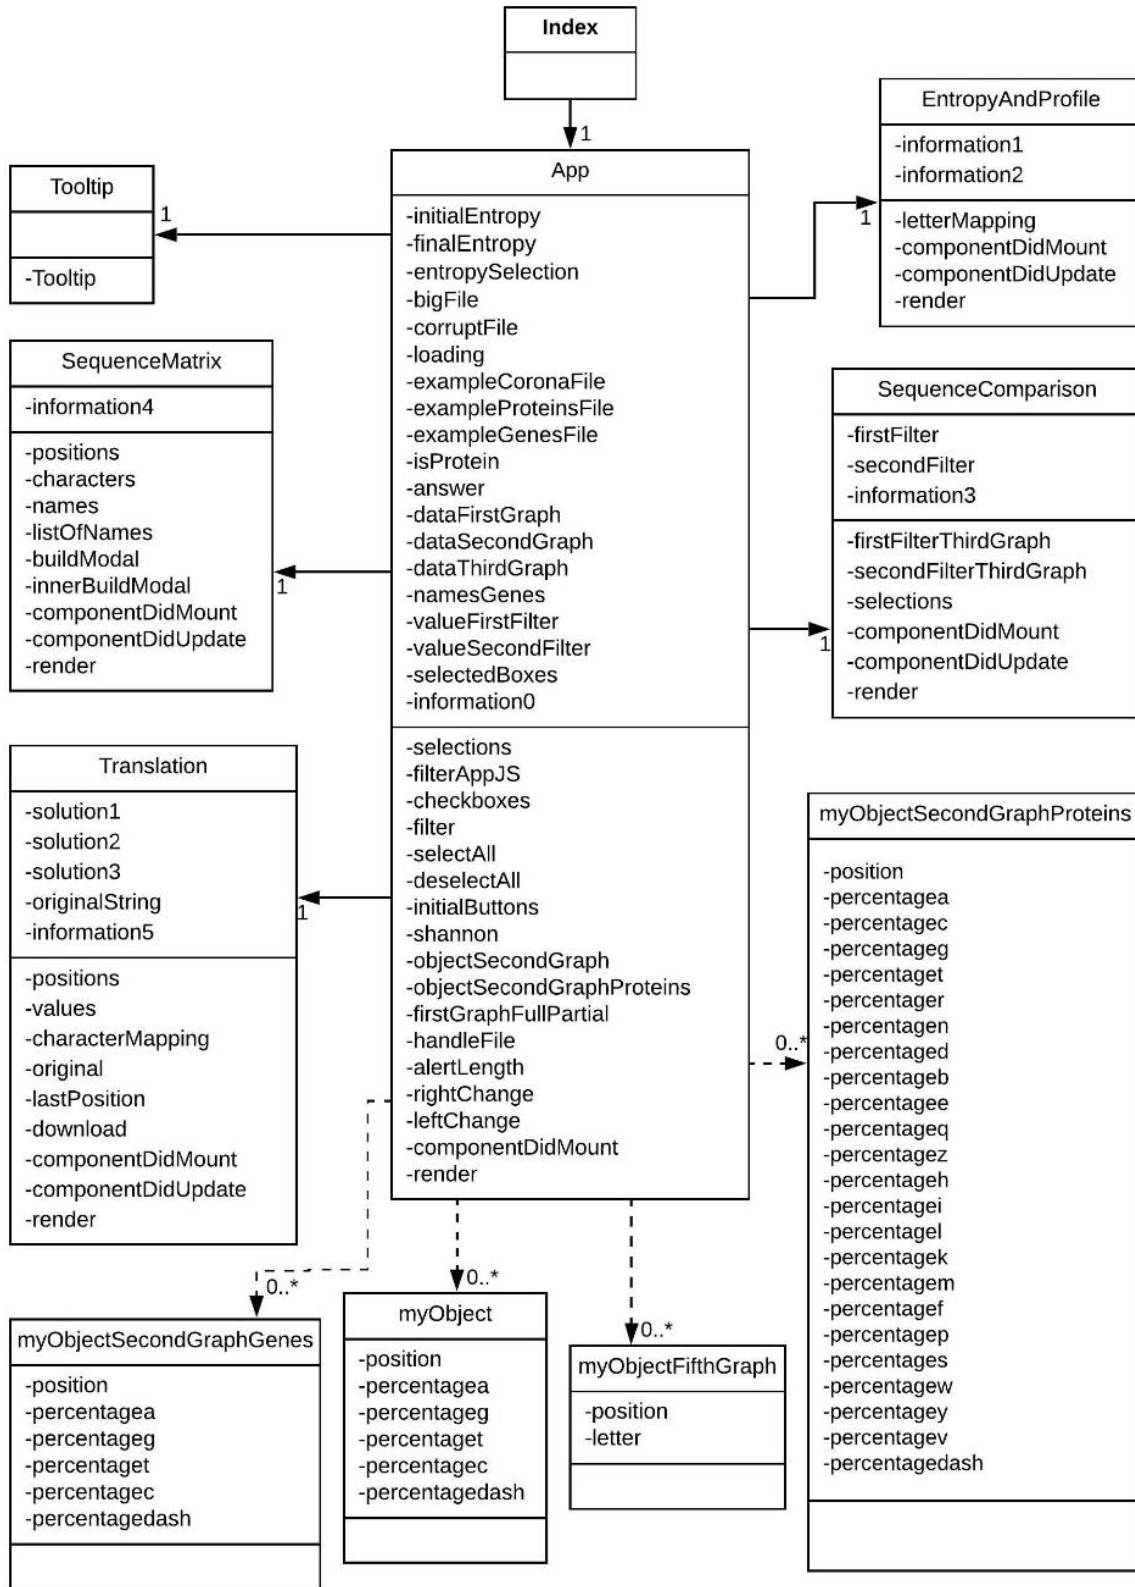 Index
1
App
-initialEntropy
-finalEntropy
-entropySelection
-bigFile
-corruptFile
-loading
-exampleCoronaFile
-exampleProteinsFile
-exampleGenesFile
-isProtein
-answer
-dataFirstGraph
-dataSecondGraph
-dataThirdGraph
-namesGenes
-valueFirstFilter
-valueSecondFilter
-selectedBoxes
-information0
-selections
-filterAppJS
-checkboxes
-filter
-selectAll
-deselectAll
-initialButtons
-shannon
-objectSecondGraph
-objectSecondGraphProteins
-firstGraphFullPartial
-handleFile
-alertLength
-rightChange
-leftChange
-componentDidMount
-render
Tooltip
-Tooltip
1
SequenceMatrix
-information4
-positions
-characters
-names
-listOfNames
-buildModal
-innerBuildModal
-componentDidMount
-componentDidUpdate
-render
1
Translation
-solution1
-solution2
-solution3
-originalString
-information5
-positions
-values
-characterMapping
-original
-lastPosition
-download
-componentDidMount
-componentDidUpdate
-render
1
EntropyAndProfile
-information1
-information2
-letterMapping
-componentDidMount
-componentDidUpdate
-render
1
SequenceComparison
-firstFilter
-secondFilter
-information3
-firstFilterThirdGraph
-secondFilterThirdGraph
-selections
-componentDidMount
-componentDidUpdate
-render
1
myObjectSecondGraphProteins
-position
-percentagea
-percentagec
-percentageg
-percentaget
-percentager
-percentagen
-percentaged
-percentageb
-percentagee
-percentageq
-percentagez
-percentageh
-percentagei
-percentagel
-percentagek
-percentagem
-percentagef
-percentagep
-percentages
-percentagew
-percentagey
-percentagev
-percentagedash
0..*
myObjectSecondGraphGenes
-position
-percentagea
-percentageg
-percentaget
-percentagec
-percentagedash
0..*
myObject
-position
-percentagea
-percentageg
-percentaget
-percentagec
-percentagedash
0..*
myObjectFifthGraph
-position
-letter
0..*